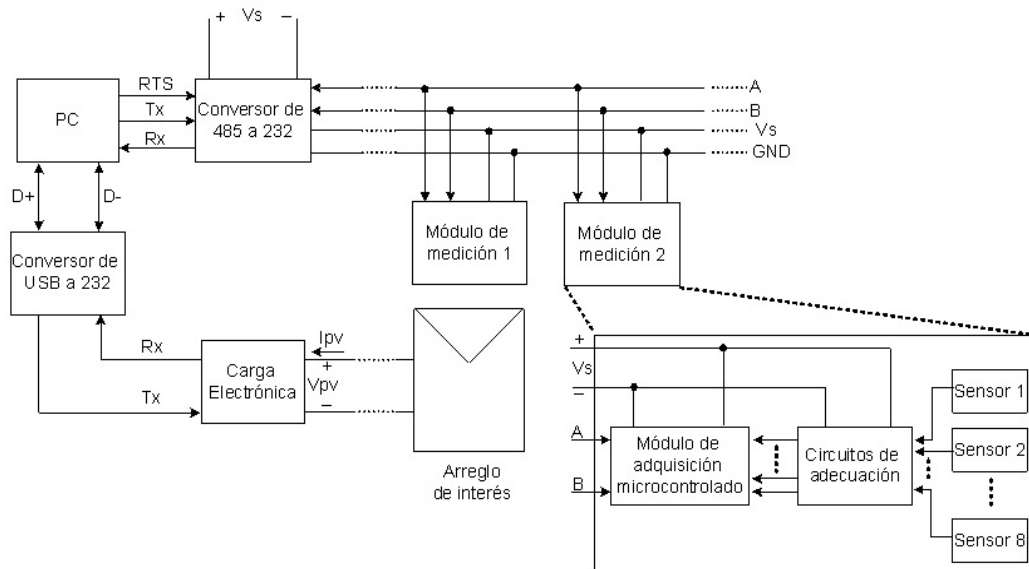 + Vs −
PC
RTS
Tx
Rx
Conversor de
485 a 232
A
B
Vs
GND
D+
D-
Módulo de
medición 1
Módulo de
medición 2
Conversor de
USB a 232
Rx
Tx
Carga
Electrónica
Ipv
+
Vpv
−
Arreglo
de interés
+
Vs
−
A
B
Módulo de
adquisición
microcontrolado
Circuitos de
adecuación
Sensor 1
Sensor 2
Sensor 8